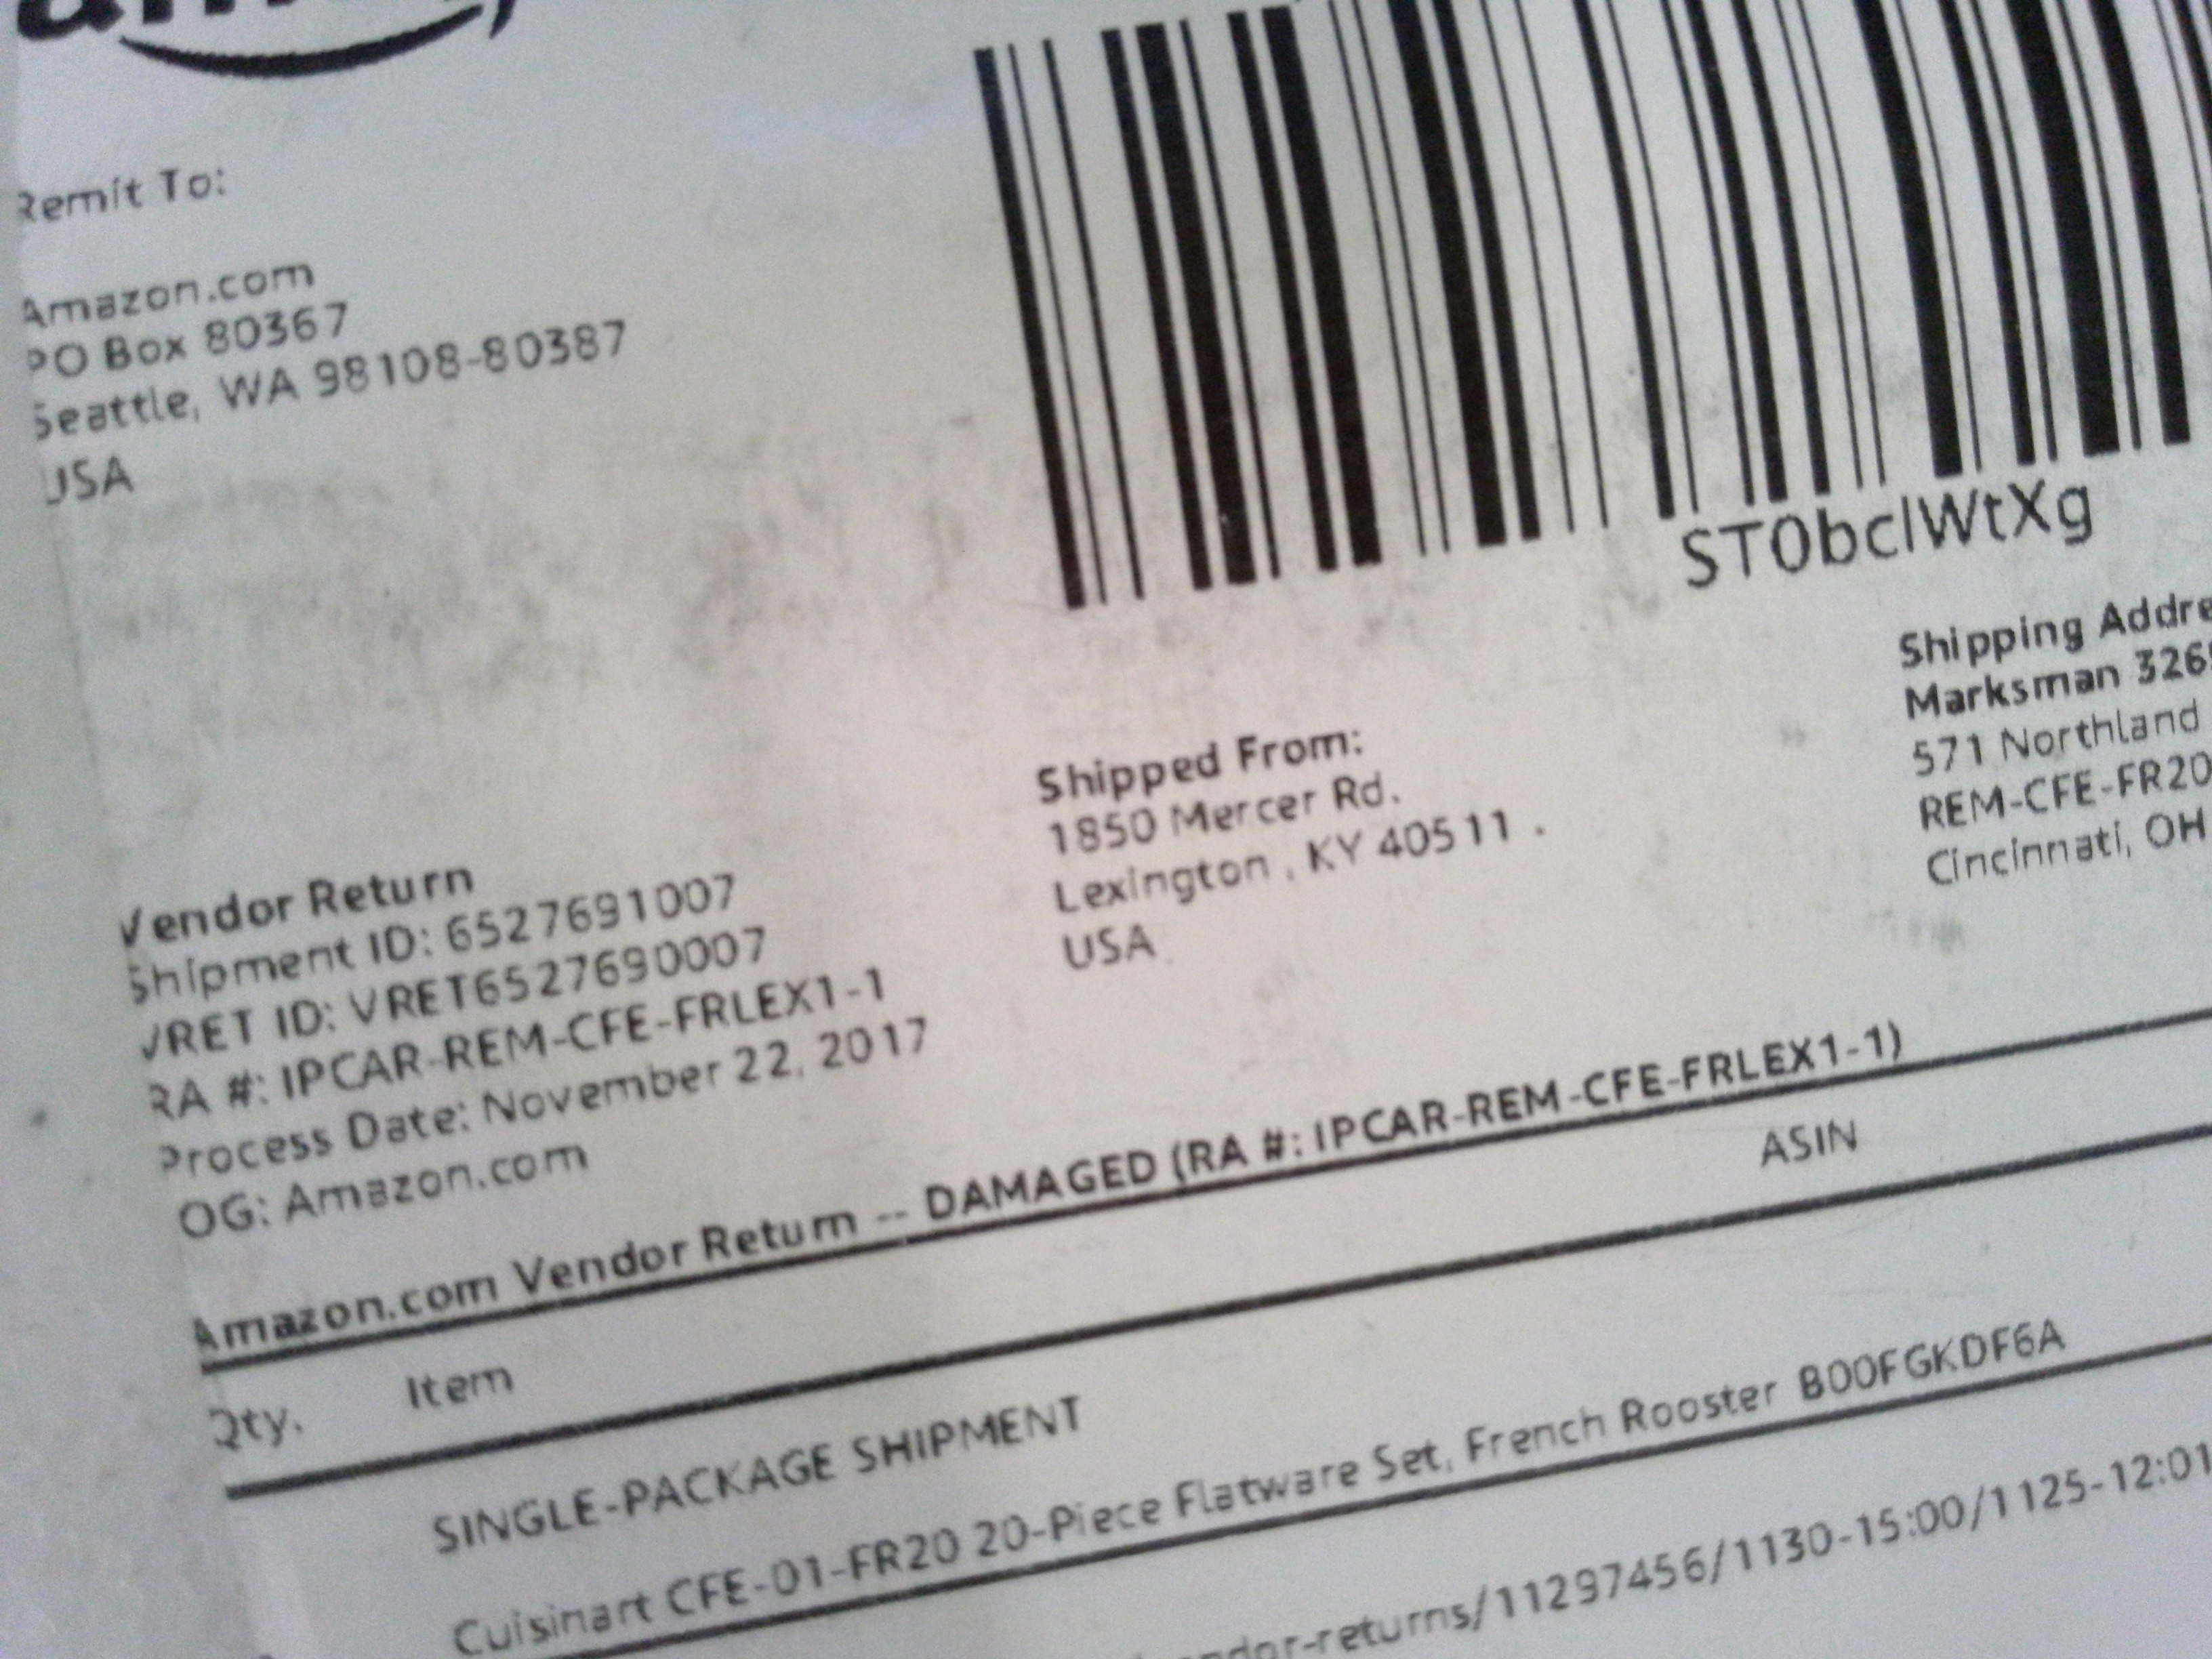 Remit To:
Amazon.com
PO Box 80367
Seattle, WA 98108-80387
USA
ST0bclWtXg
Vendor Return
Shipment ID: 6527691007
VRET ID: VRET6527690007
RA #: IPCAR-REM-CFE-FRLEX1-1
Process Date: November 22, 2017
OG: Amazon.com
Shipped From:
1850 Mercer Rd.
Lexington , KY 40511 .
USA
Shipping Addre
Marksman 326
571 Northland
REM-CFE-FR20
Cincinnati, OH
Amazon.com Vendor Return -- DAMAGED (RA #: IPCAR-REM-CFE-FRLEX1-1)
Qty. Item ASIN
SINGLE-PACKAGE SHIPMENT
Cuisinart CFE-01-FR20 20-Piece Flatware Set, French Rooster B00FGKDF6A
ndor-returns/11297456/1130-15:00/1125-12:01